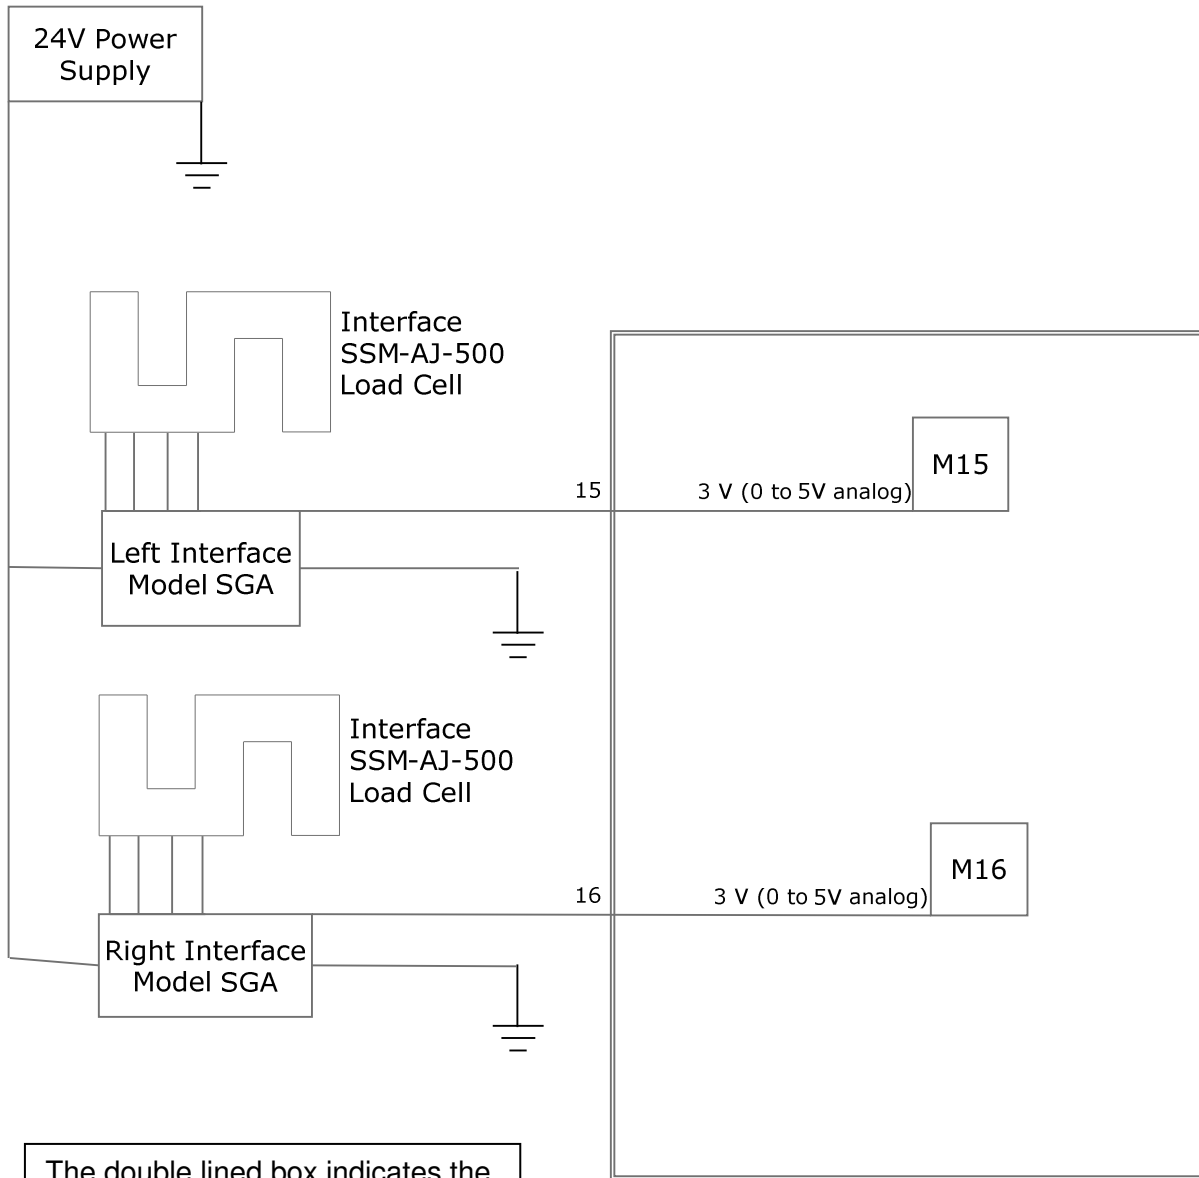 24V Power
Supply
Interface
SSM-AJ-500
Load Cell
M15
15
3 V (0 to 5V analog)
Left Interface
Model SGA
Interface
SSM-AJ-500
Load Cell
M16
16
3 V (0 to 5V analog)
Right Interface
Model SGA
The double lined box indicates the